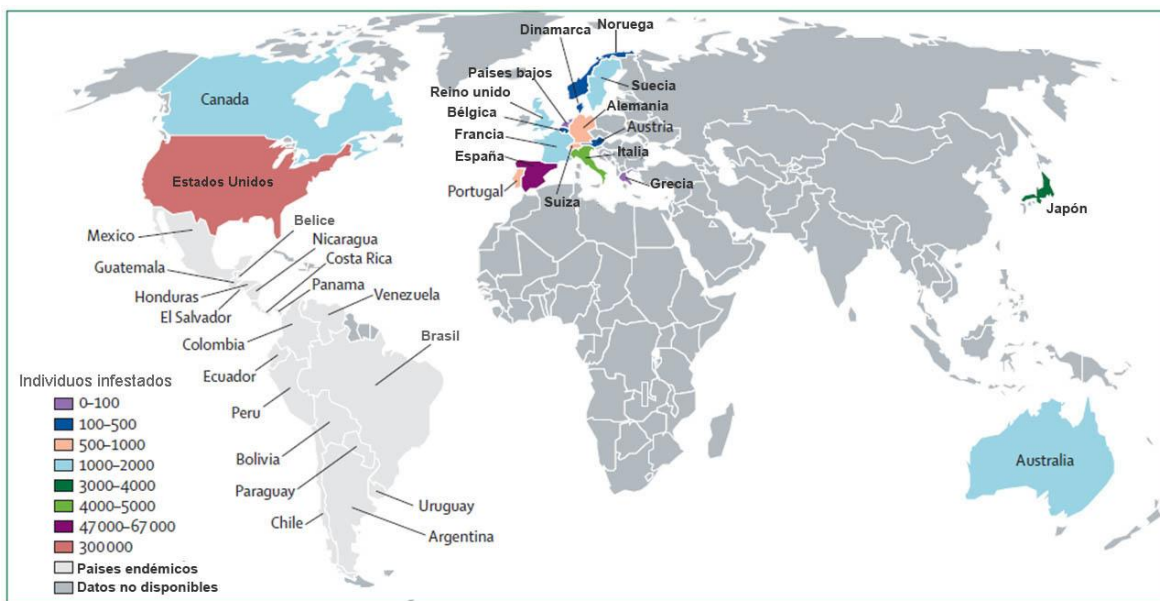 Noruega
Dinamarca
Países bajos
Suecia
Reino unido
Alemania
Canada
Bélgica
Austria
Francia
Italia
España
Estados Unidos
Portugal
Grecia
Suiza
Japón
Belice
Mexico
Nicaragua
Costa Rica
Guatemala
Panama
Honduras
Venezuela
El Salvador
Colombia
Brasil
Ecuador
Individuos infestados
0–100
Peru
100–500
500–1000
Bolivia
1000–2000
Australia
3000–4000
Paraguay
4000–5000
Uruguay
47 000–67 000
Chile
Argentina
300 000
Paises endémicos
Datos no disponibles